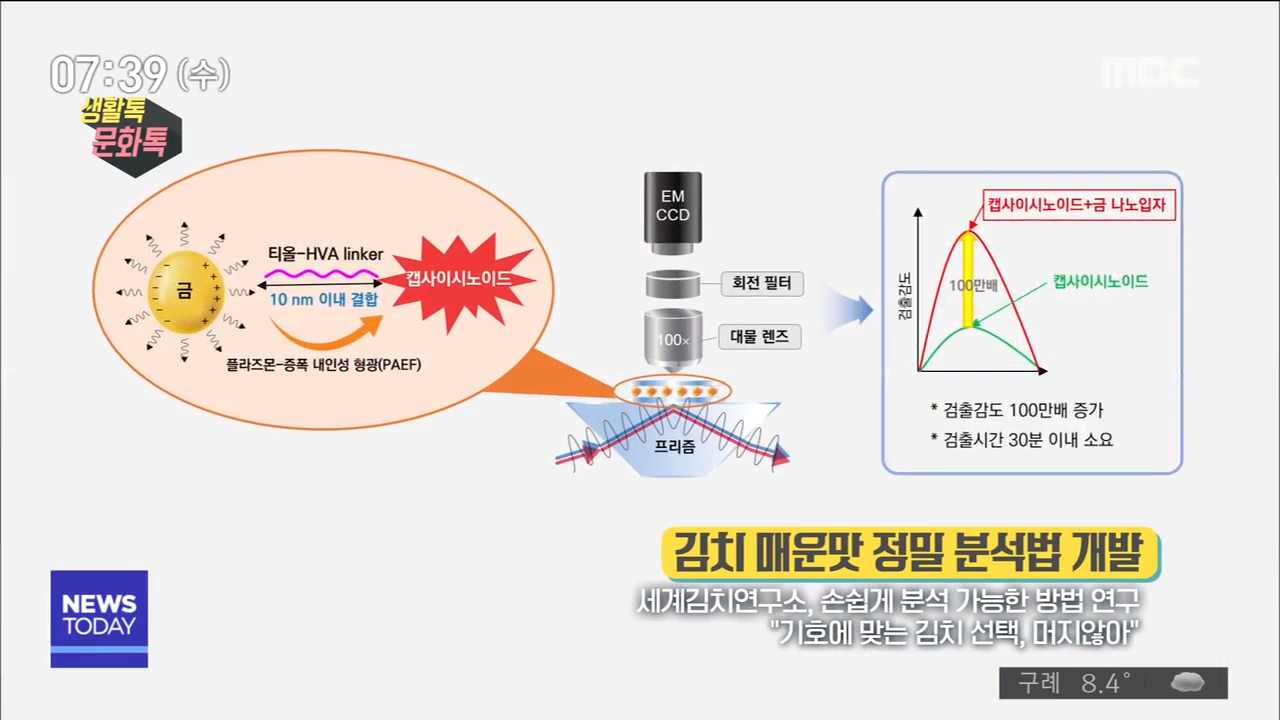 07:39 (수)
MBC
생활톡
문화톡
금
티올-HVA linker
10 nm 이내 결합
플라즈몬-증폭 내인성 형광(PAEF)
캡사이시노이드
EM
CCD
회전 필터
100×
대물 렌즈
프리즘
캡사이시노이드+금 나노입자
검출감도
100만배
캡사이시노이드
* 검출감도 100만배 증가
* 검출시간 30분 이내 소요
김치 매운맛 정밀 분석법 개발
세계김치연구소, 손쉽게 분석 가능한 방법 연구
"기호에 맞는 김치 선택, 머지않아"
NEWS
TODAY
구례 8.4°